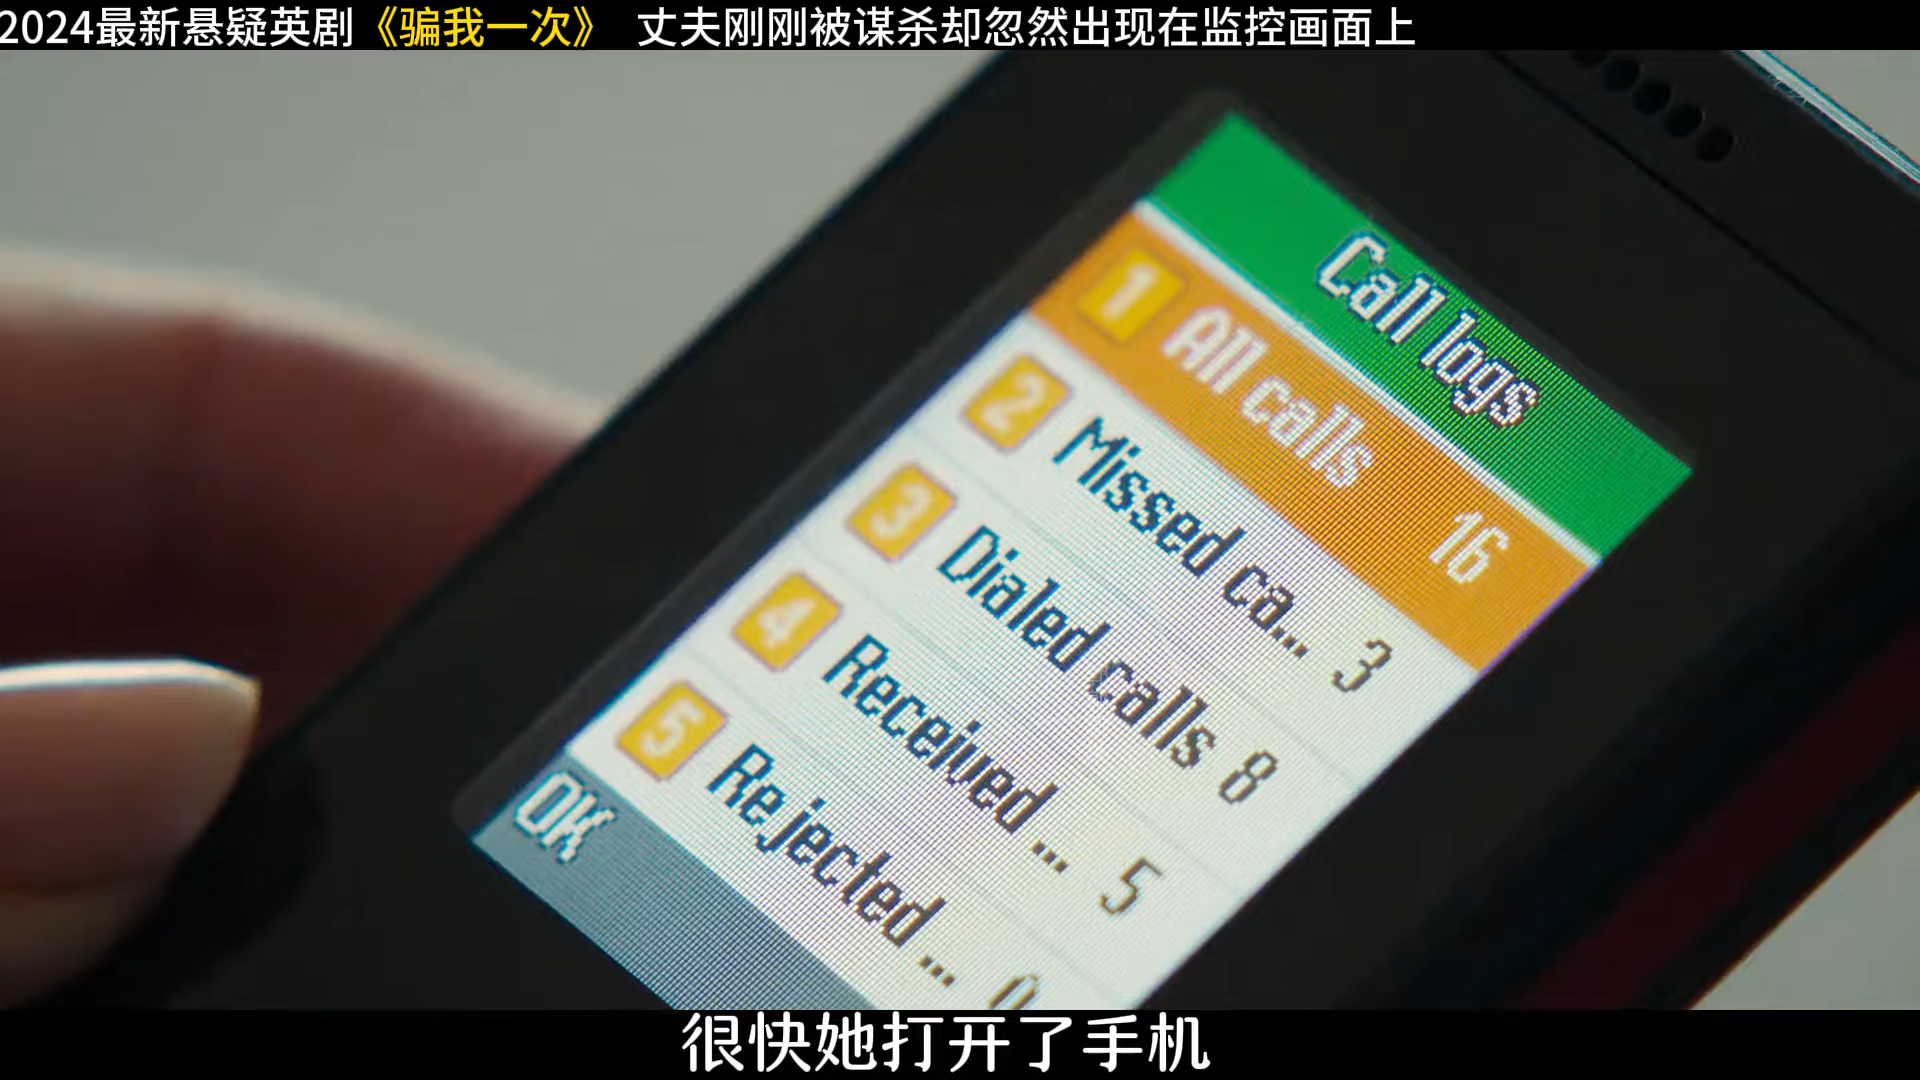 2024最新悬疑英剧《骗我一次》 丈夫刚刚被谋杀却忽然出现在监控画面上
Call logs
1 All calls 16
2 Missed ca... 3
3 Dialed calls 8
4 Received ... 5
5 Rejected ... 0
OK
很快她打开了手机